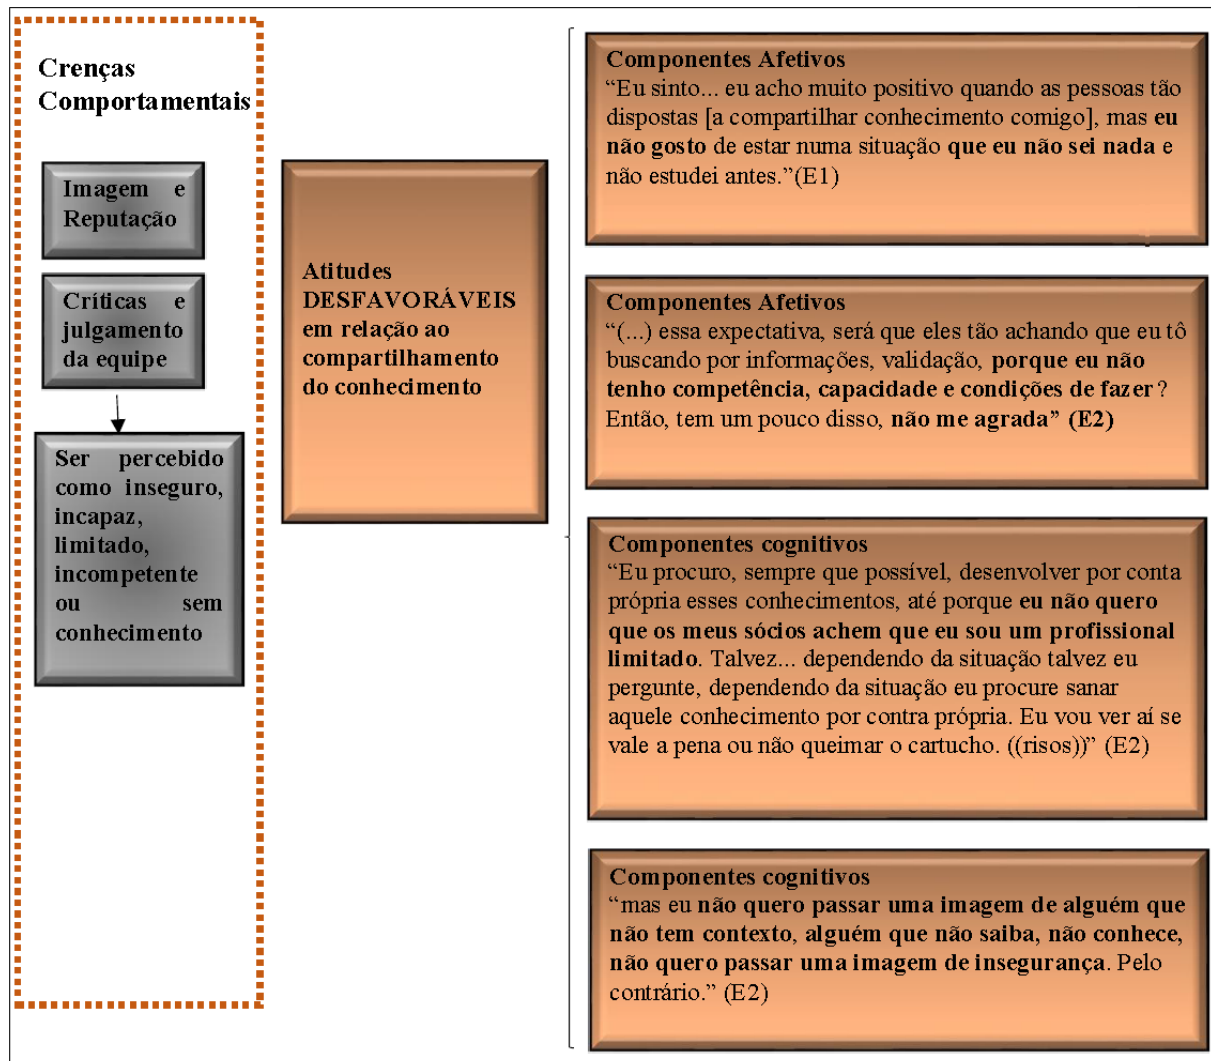 Crenças
Comportamentais
Imagem e
Reputação
Críticas e
julgamento
da equipe
Ser percebido
como inseguro,
incapaz,
limitado,
incompetente
ou sem
conhecimento
Atitudes
DESFAVORÁVEIS
em relação ao
compartilhamento
do conhecimento
Componentes Afetivos
“Eu sinto... eu acho muito positivo quando as pessoas tão
dispostas [a compartilhar conhecimento comigo], mas eu
não gosto de estar numa situação que eu não sei nada e
não estudei antes.”(E1)
Componentes Afetivos
“(...) essa expectativa, será que eles tão achando que eu tô
buscando por informações, validação, porque eu não
tenho competência, capacidade e condições de fazer?
Então, tem um pouco disso, não me agrada” (E2)
Componentes cognitivos
“Eu procuro, sempre que possível, desenvolver por conta
própria esses conhecimentos, até porque eu não quero
que os meus sócios achem que eu sou um profissional
limitado. Talvez... dependendo da situação talvez eu
pergunte, dependendo da situação eu procure sanar
aquele conhecimento por contra própria. Eu vou ver aí se
vale a pena ou não queimar o cartucho. ((risos))” (E2)
Componentes cognitivos
“mas eu não quero passar uma imagem de alguém que
não tem contexto, alguém que não saiba, não conhece,
não quero passar uma imagem de insegurança. Pelo
contrário.” (E2)